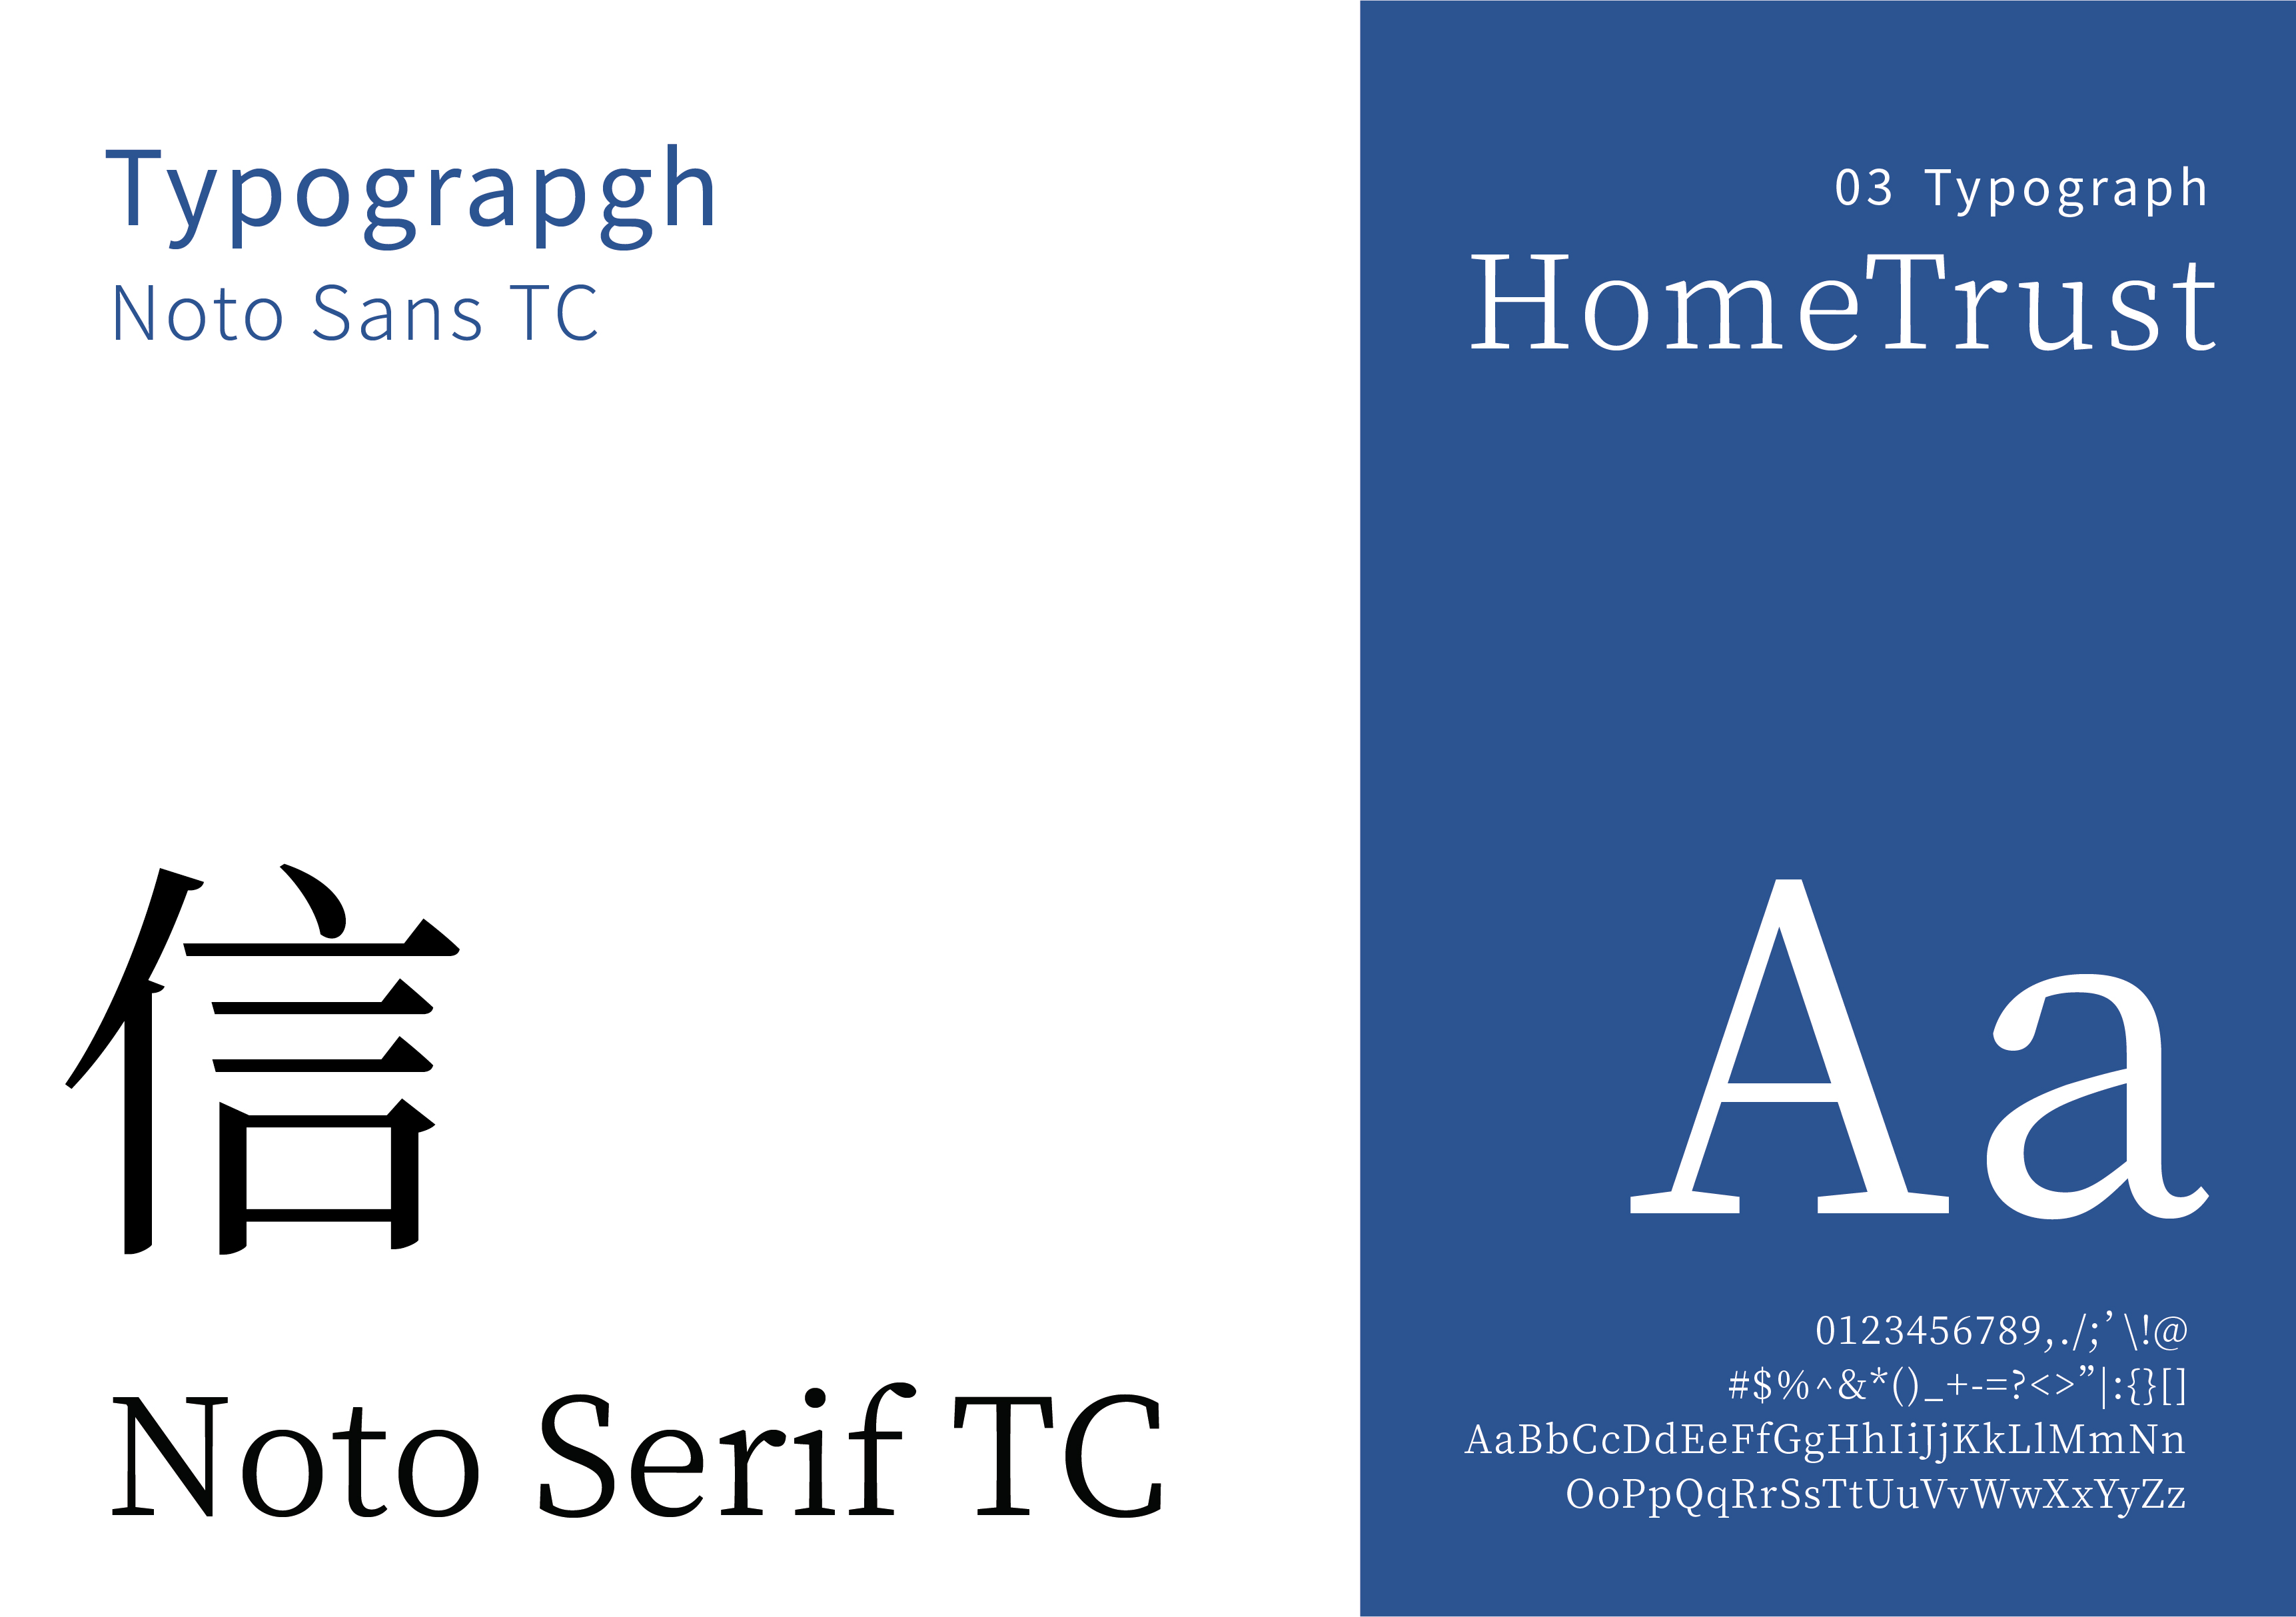 Typograpgh
Noto Sans TC
信
Noto Serif TC
03 Typograph
HomeTrust
Aa
0123456789,./;’\!@
#$%^&*()_+-=?<>”|:{}[]
AaBbCcDdEeFfGgHhIiJjKkLlMmNn
OoPpQqRrSsTtUuVvWwXxYyZz